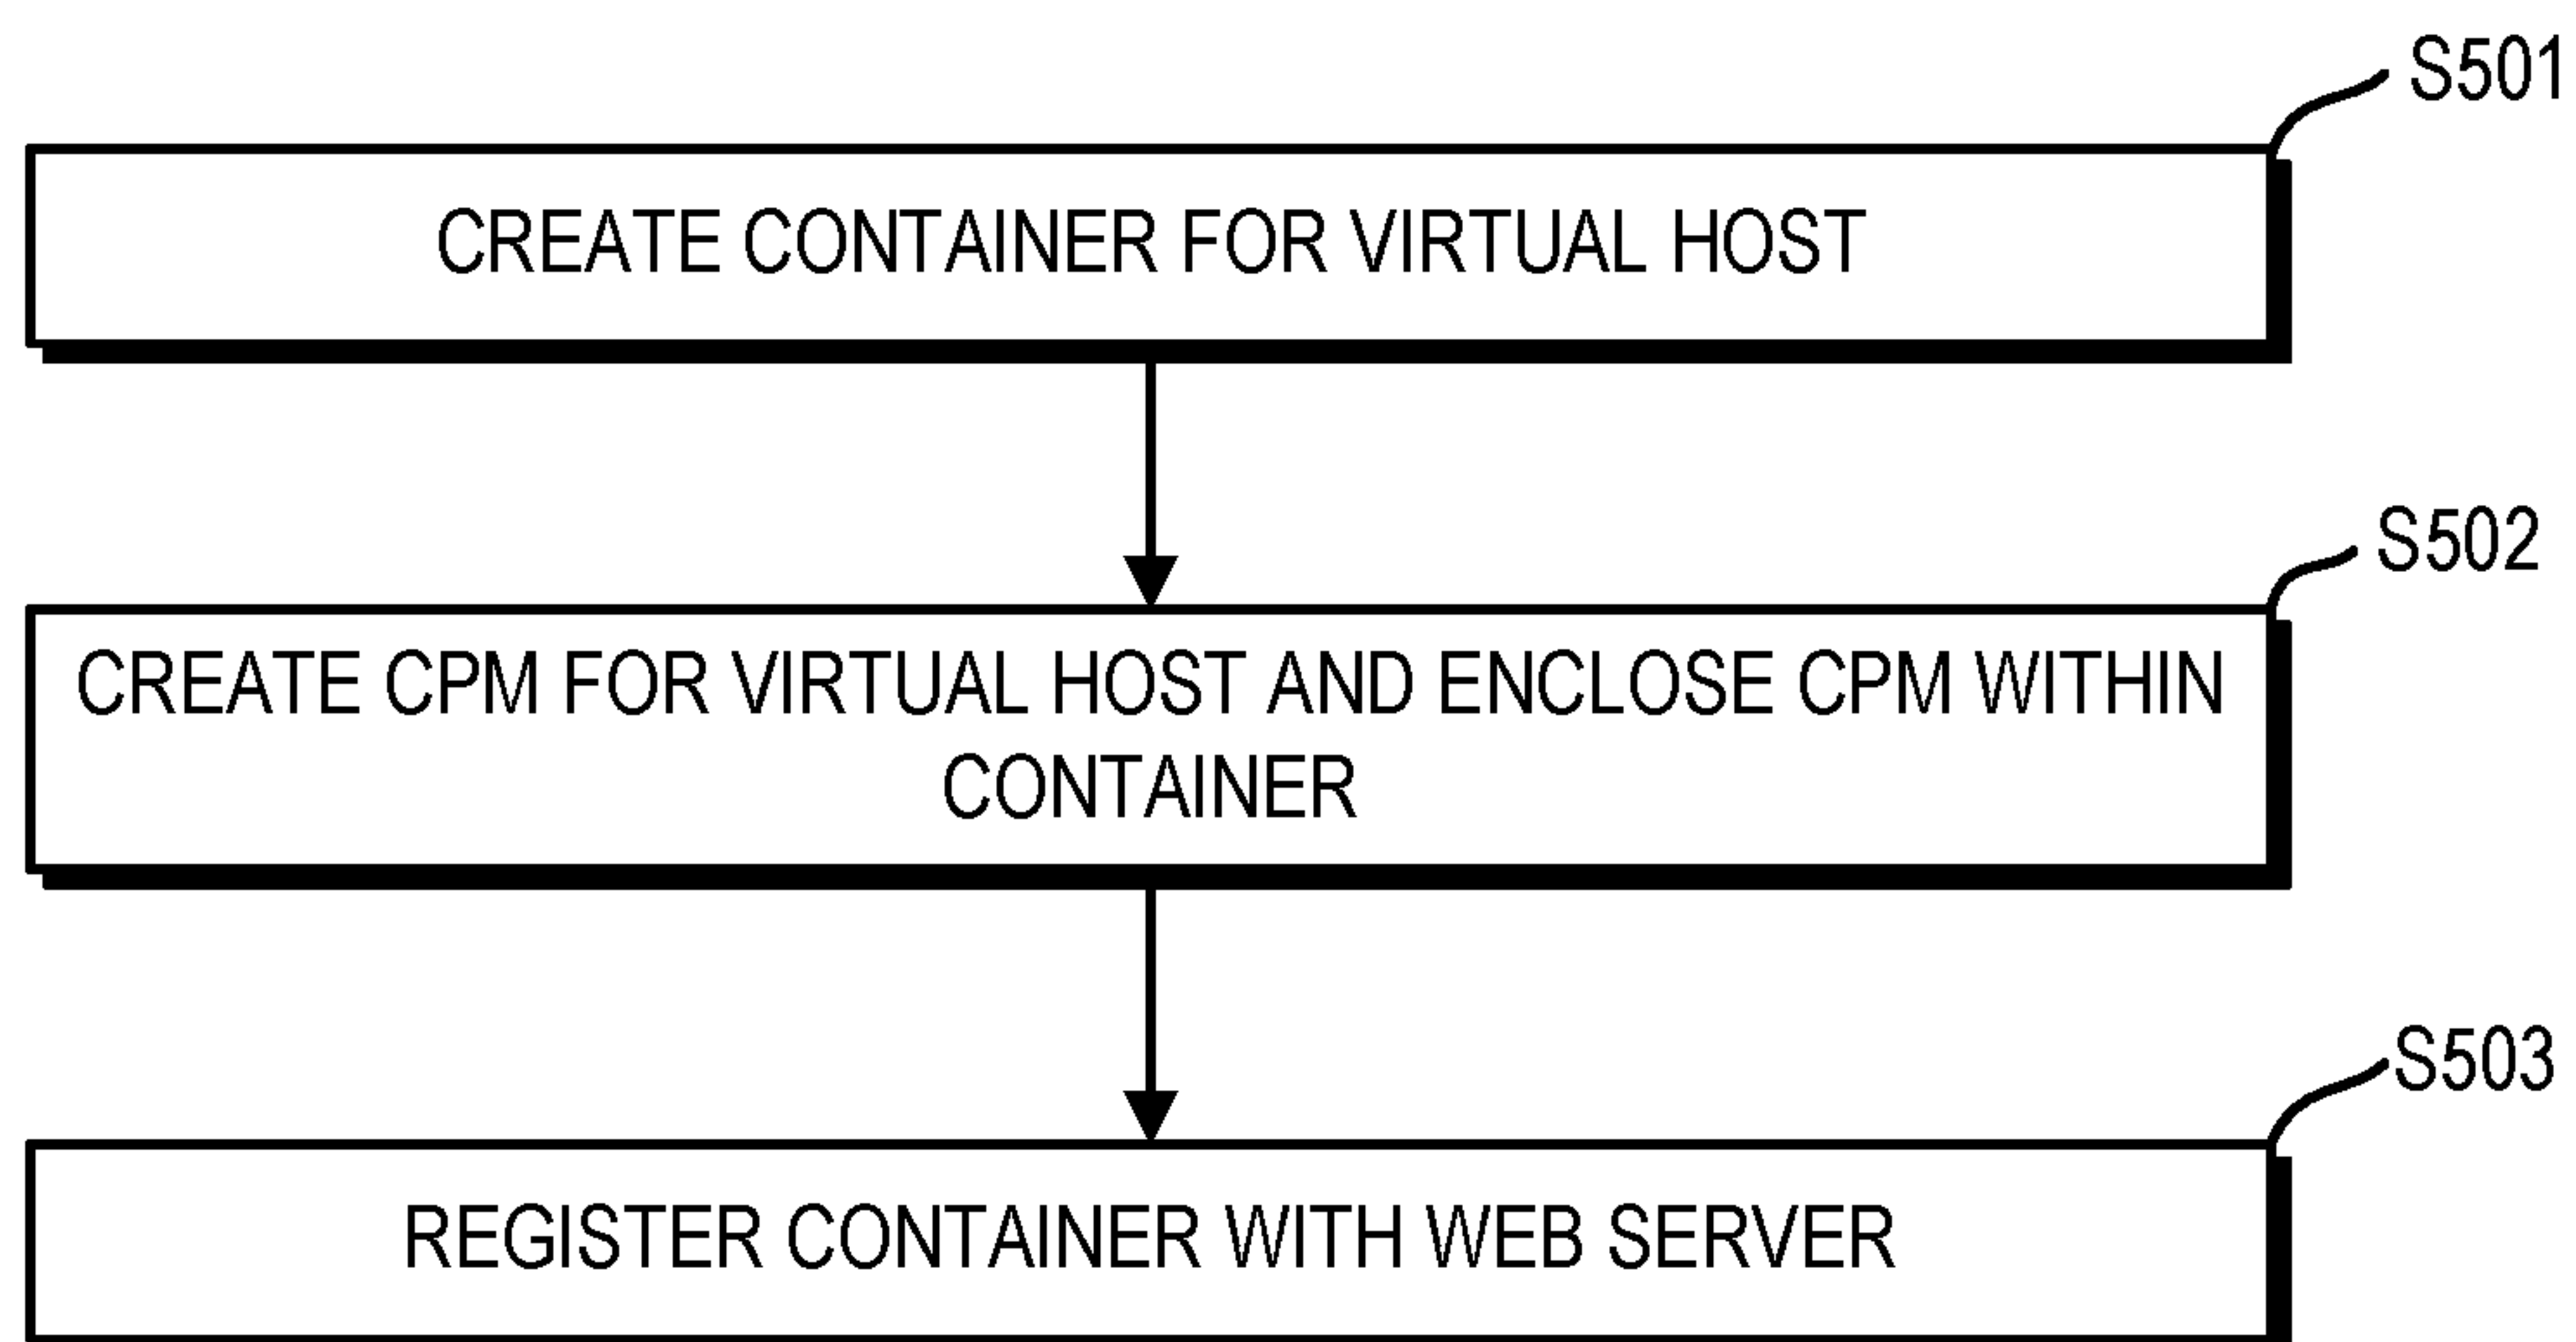 S501
CREATE CONTAINER FOR VIRTUAL HOST
S502
CREATE CPM FOR VIRTUAL HOST AND ENCLOSE CPM WITHIN
CONTAINER
S503
REGISTER CONTAINER WITH WEB SERVER